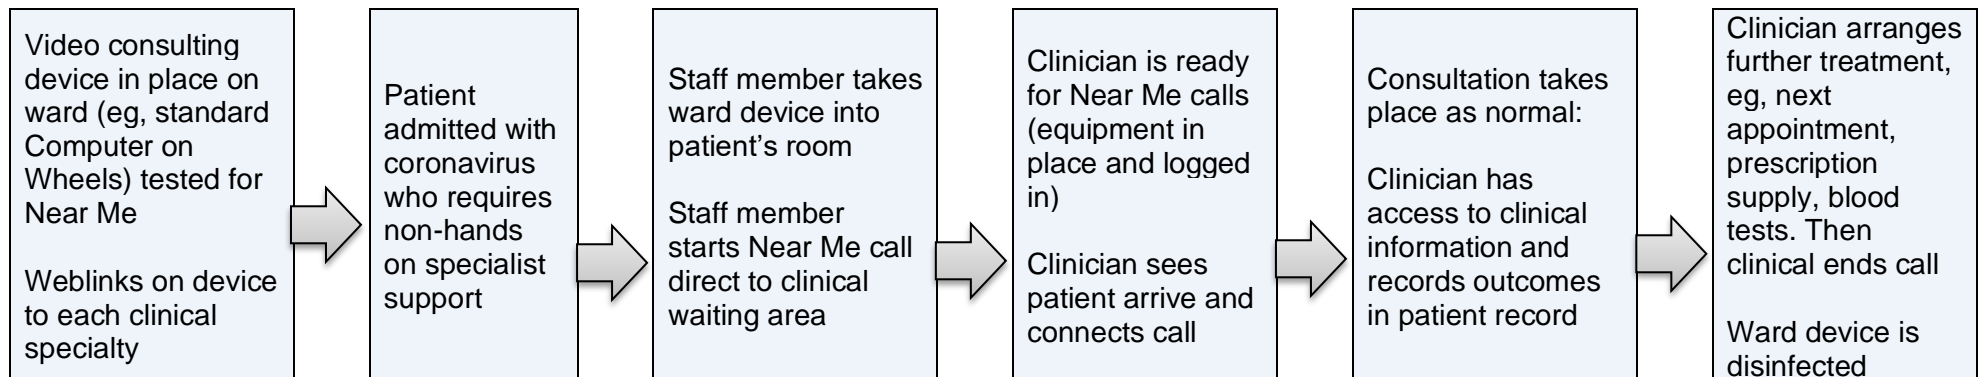 Video consulting
device in place on
ward (eg, standard
Computer on
Wheels) tested for
Near Me
Weblinks on device
to each clinical
specialty
Patient
admitted with
coronavirus
who requires
non-hands
on specialist
support
Staff member takes
ward device into
patient's room
Staff member
starts Near Me call
direct to clinical
waiting area
Clinician is ready
for Near Me calls
(equipment in
place and logged
in)
Clinician sees
patient arrive and
connects call
Consultation takes
place as normal:
Clinician has
access to clinical
information and
records outcomes
in patient record
Clinician arranges
further treatment,
eg, next
appointment,
prescription
supply, blood
tests. Then
clinical ends call
Ward device is
disinfected